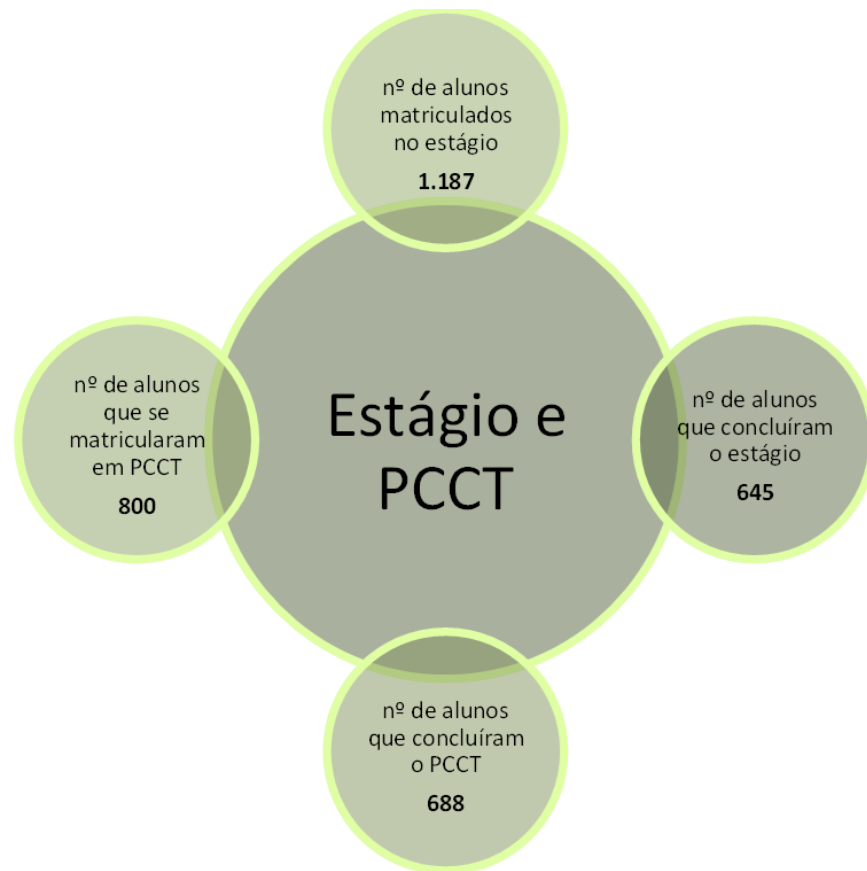 nº de alunos
matriculados
no estágio
1.187
nº de alunos
que se
matricularam
em PCCT
800
Estágio e
PCCT
nº de alunos
que concluíram
o estágio
645
nº de alunos
que concluíram
o PCCT
688